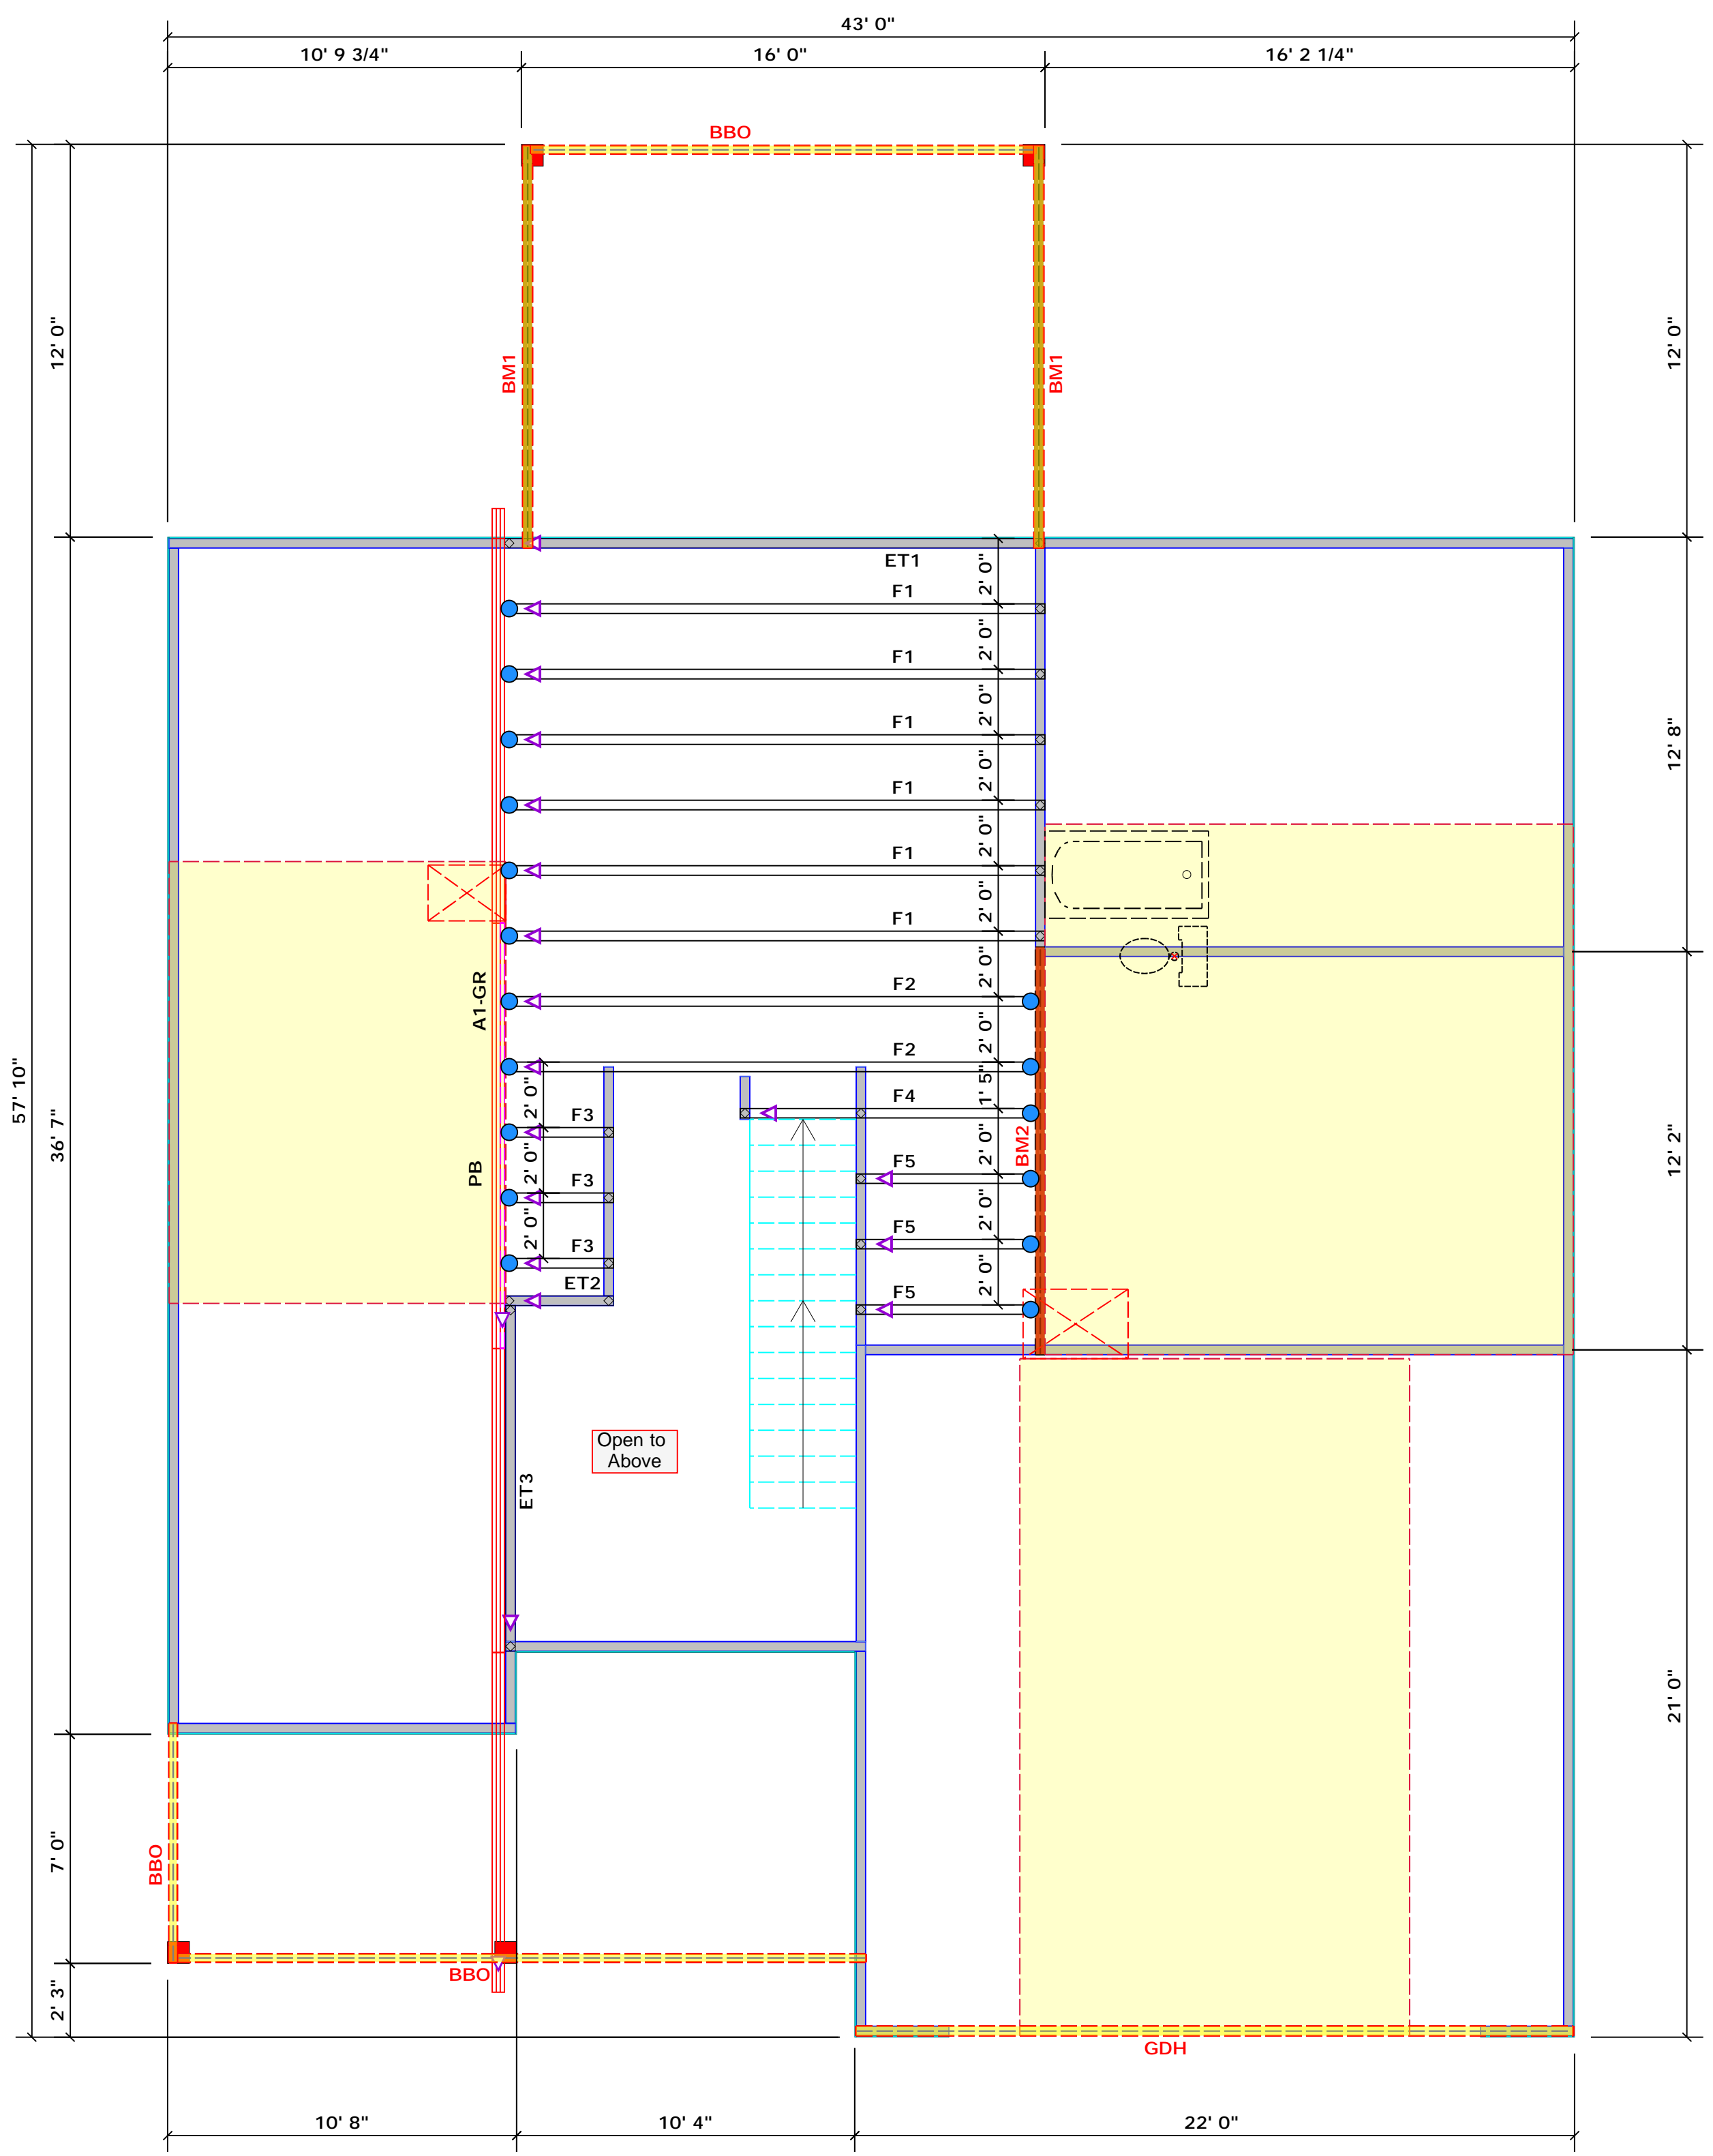 43' 0"
10' 9 3/4"
16' 0"
16' 2 1/4"
BBO
12' 0"
BM1
BM1
12' 0"
ET1
2' 0"
F1
2' 0"
F1
2' 0"
F1
12' 8"
2' 0"
F1
2' 0"
F1
2' 0"
F1
2' 0"
A1-GR
F2
2' 0"
F2
57' 10"
36' 7"
2' 0"
1' 5"
F4
F3
BM2
12' 2"
2' 0"
PB
2' 0"
F5
F3
2' 0"
2' 0"
F5
F3
2' 0"
ET2
F5
Open to
Above
ET3
21' 0"
7' 0"
BBO
BBO
2' 3"
GDH
10' 8"
10' 4"
22' 0"